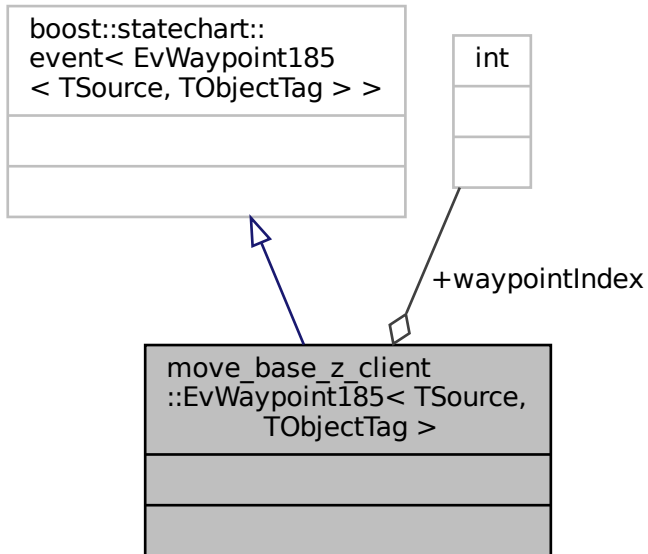 boost::statechart::
event< EvWaypoint185
< TSource, TObjectTag > >
int
+waypointIndex
move_base_z_client
::EvWaypoint185< TSource,
TObjectTag >